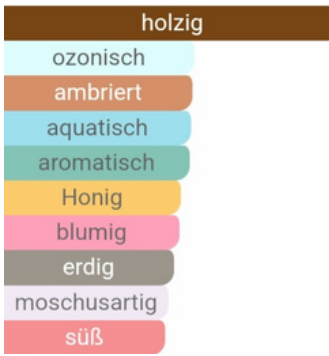 holzig
ozonisch
ambriert
aquatisch
aromatisch
Honig
blumig
erdig
moschusartig
süß